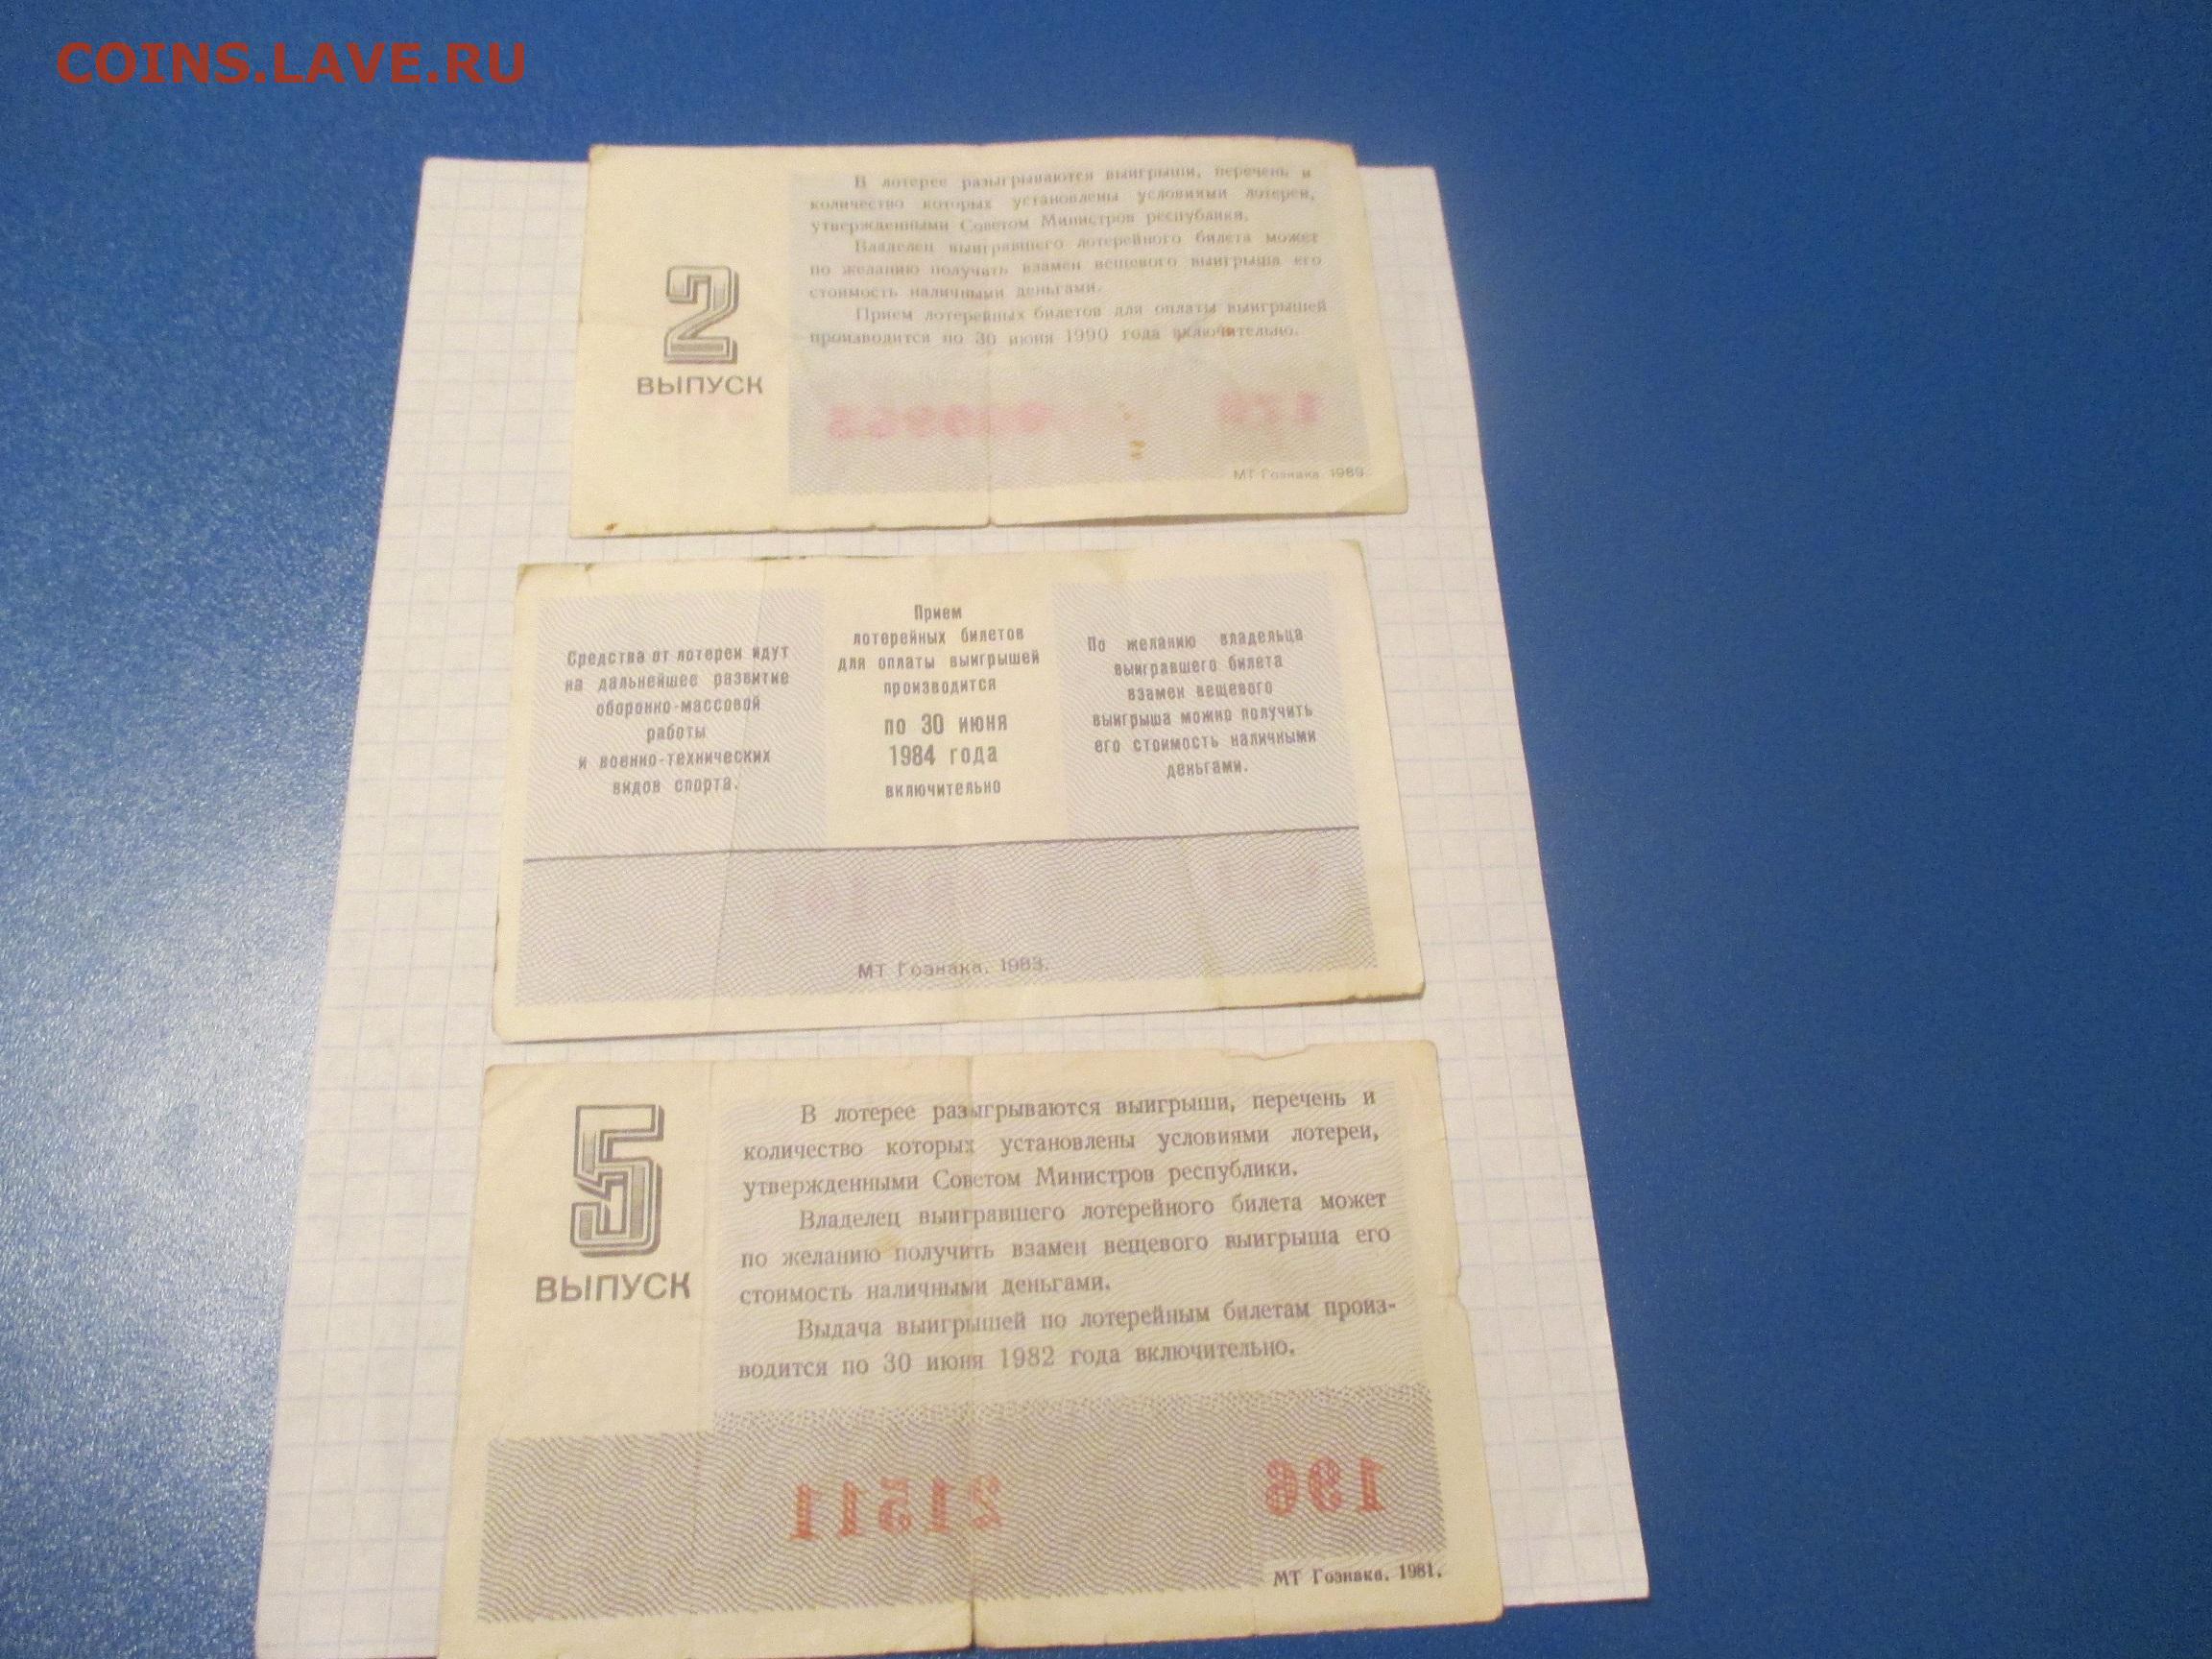 COINS.LAVE.RU
В лотерее разыгрываются выигрыши, перечень и
количество которых установлены условиями лотереи,
утвержденными Советом Министров республики.
Владелец выигравшего лотерейного билета может
по желанию получить взамен вещевого выигрыша его
стоимость наличными деньгами.
Прием лотерейных билетов для оплаты выигрышей
производится по 30 июня 1990 года включительно.
2
ВЫПУСК
179
МТ Гознака. 1989.
Средства от лотереи идут
на дальнейшее развитие
оборонно-массовой
работы
и военно-технических
видов спорта.
Прием
лотерейных билетов
для оплаты выигрышей
производится
по 30 июня
1984 года
включительно
По желанию владельца
выигравшего билета
взамен вещевого
выигрыша можно получить
его стоимость наличными
деньгами.
МТ Гознака. 1983.
5
ВЫПУСК
В лотерее разыгрываются выигрыши, перечень и
количество которых установлены условиями лотереи,
утвержденными Советом Министров республики.
Владелец выигравшего лотерейного билета может
по желанию получить взамен вещевого выигрыша его
стоимость наличными деньгами.
Выдача выигрышей по лотерейным билетам произ-
водится по 30 июня 1982 года включительно.
11512 196
МТ Гознака. 1981.